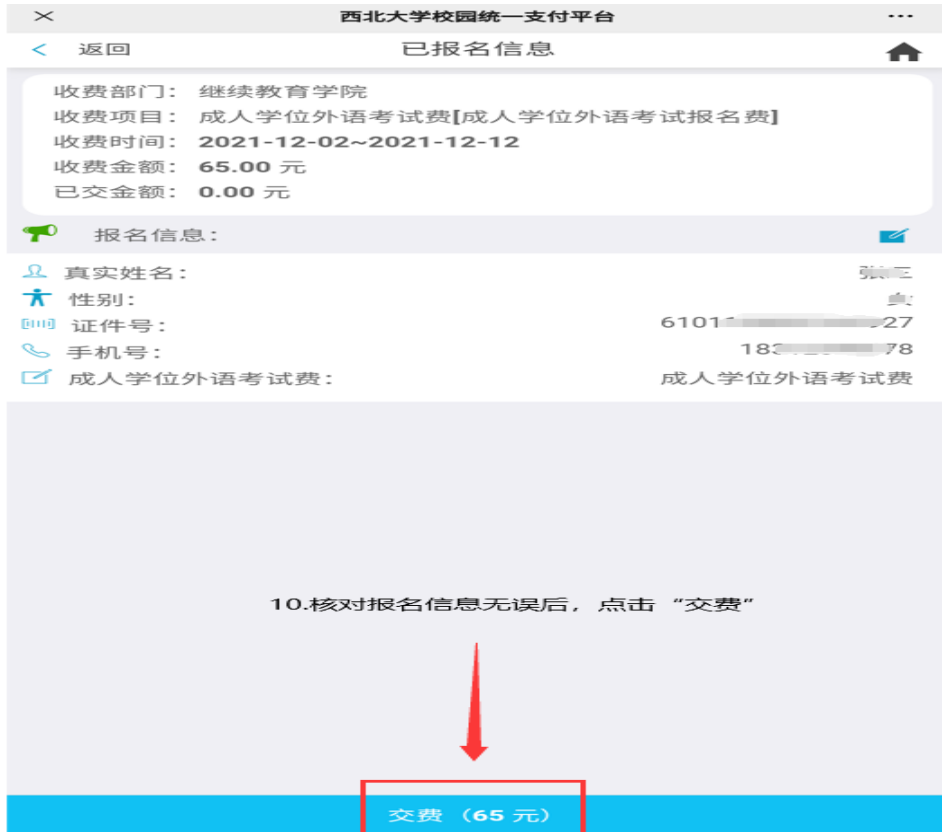 西北大学校园统一支付平台
返回 已报名信息
收费部门： 继续教育学院
收费项目： 成人学位外语考试费[成人学位外语考试报名费]
收费时间： 2021-12-02~2021-12-12
收费金额： 65.00 元
已交金额： 0.00 元
报名信息：
真实姓名：
性别：
证件号： 6101 27
手机号： 183 78
成人学位外语考试费： 成人学位外语考试费
10.核对报名信息无误后，点击“交费”
交费（65 元）